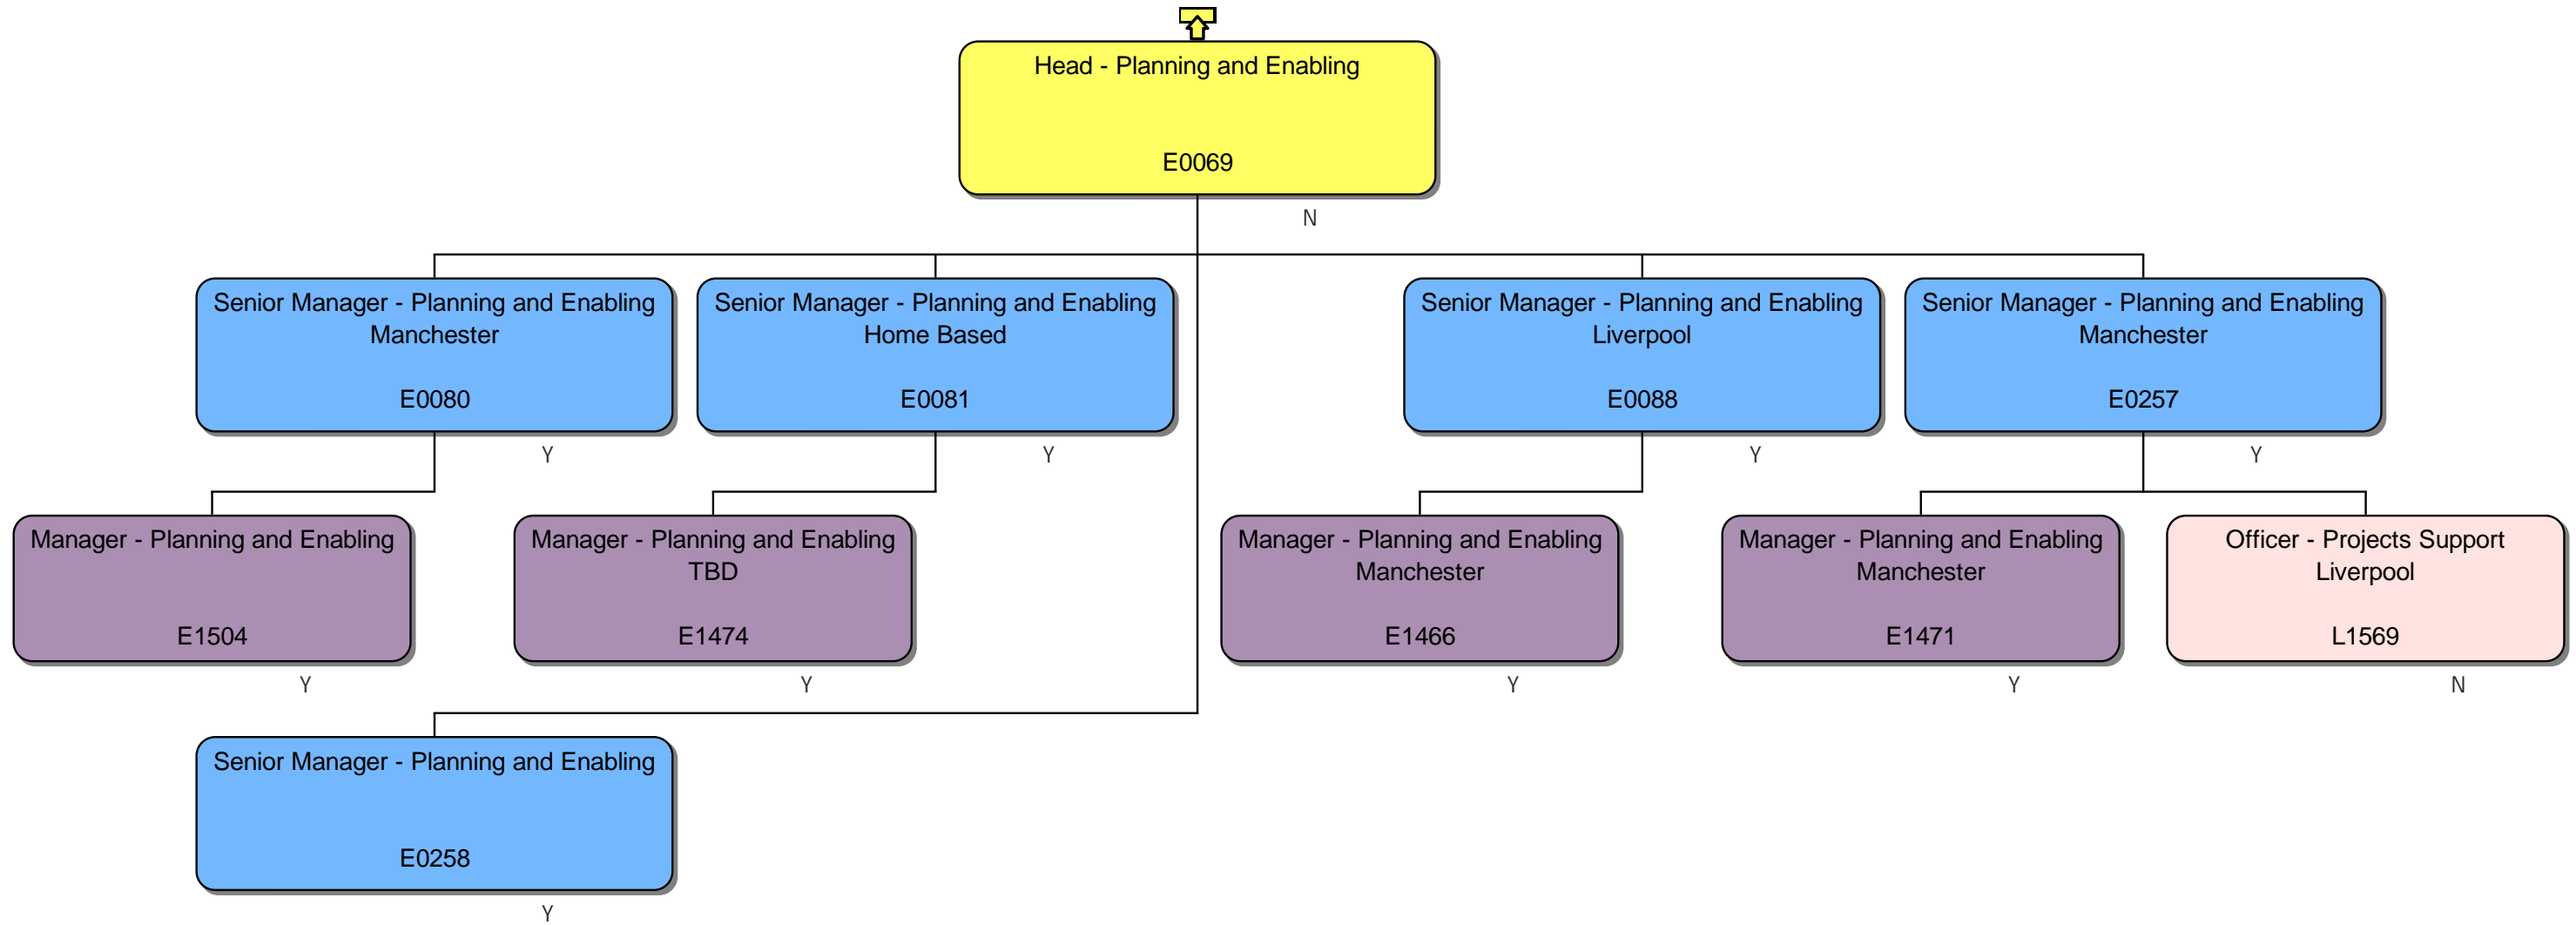 Head - Planning and Enabling
E0069
N
Senior Manager - Planning and Enabling
Manchester
E0080
Y
Senior Manager - Planning and Enabling
Home Based
E0081
Y
Senior Manager - Planning and Enabling
Liverpool
E0088
Y
Senior Manager - Planning and Enabling
Manchester
E0257
Y
Manager - Planning and Enabling
E1504
Y
Manager - Planning and Enabling
TBD
E1474
Y
Manager - Planning and Enabling
Manchester
E1466
Y
Manager - Planning and Enabling
Manchester
E1471
Y
Officer - Projects Support
Liverpool
L1569
N
Senior Manager - Planning and Enabling
E0258
Y